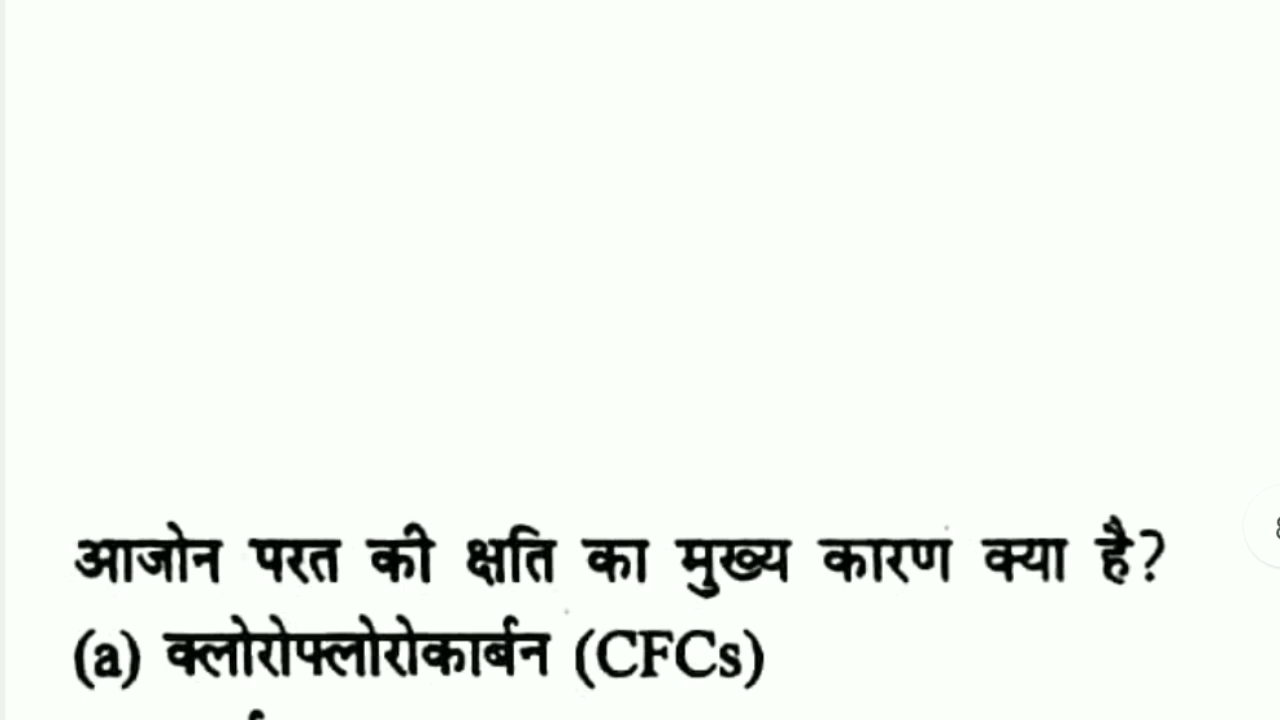 आजोन परत की क्षति का मुख्य कारण क्या है?
(a) क्लोरोफ्लोरोकार्बन (CFCs)